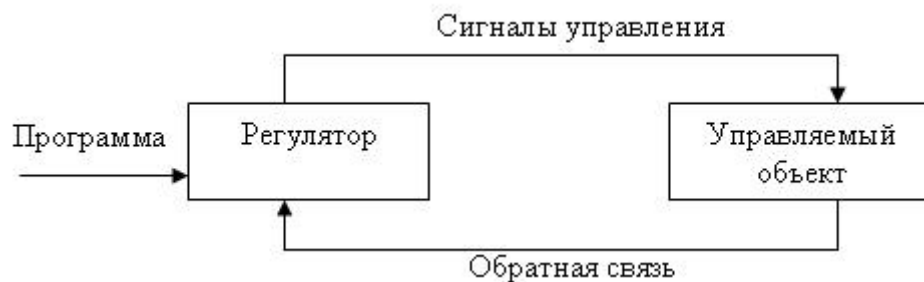 Сигналы управления
Программа
Регулятор
Управляемый
объект
Обратная связь